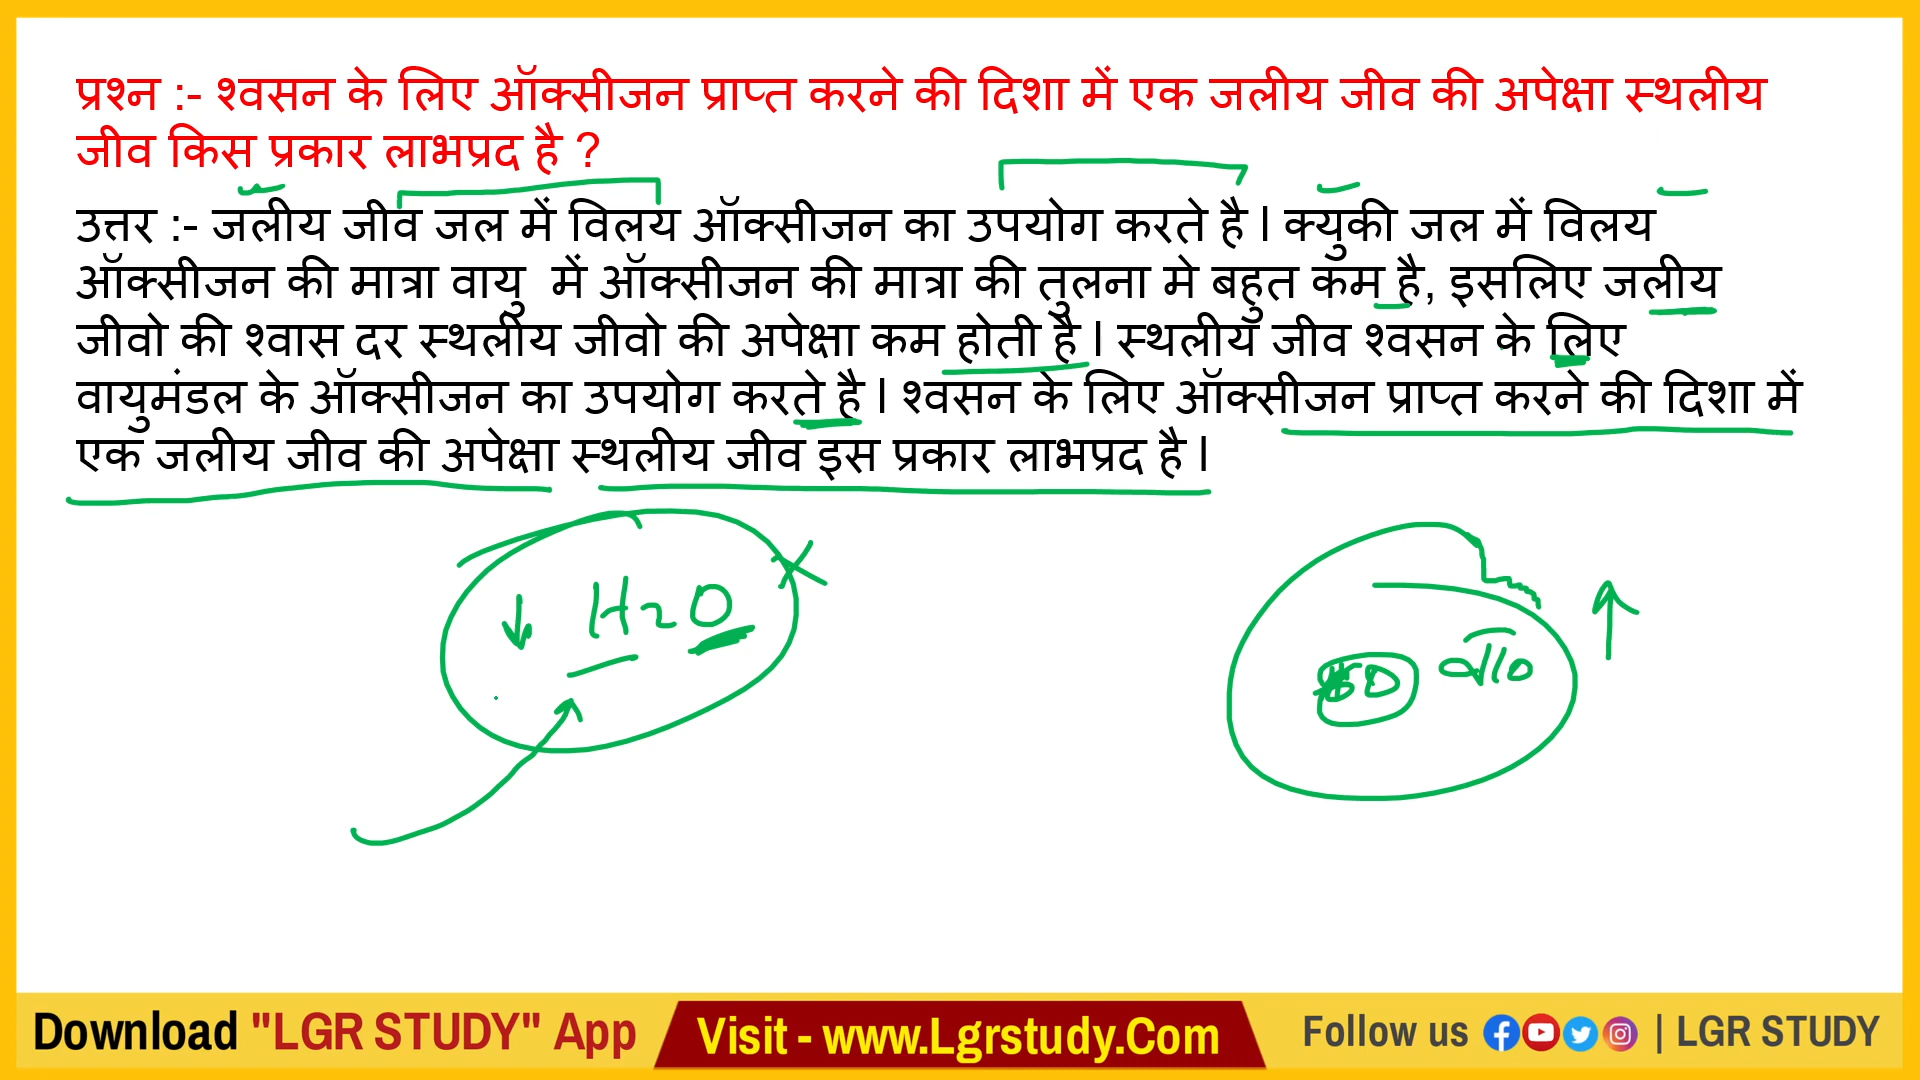 प्रश्न :- श्वसन के लिए ऑक्सीजन प्राप्त करने की दिशा में एक जलीय जीव की अपेक्षा स्थलीय
जीव किस प्रकार लाभप्रद है ?
उत्तर :- जलीय जीव जल में विलय ऑक्सीजन का उपयोग करते है l क्युकी जल में विलय
ऑक्सीजन की मात्रा वायु में ऑक्सीजन की मात्रा की तुलना मे बहुत कम है, इसलिए जलीय
जीवो की श्वास दर स्थलीय जीवो की अपेक्षा कम होती है l स्थलीय जीव श्वसन के लिए
वायुमंडल के ऑक्सीजन का उपयोग करते है l श्वसन के लिए ऑक्सीजन प्राप्त करने की दिशा में
एक जलीय जीव की अपेक्षा स्थलीय जीव इस प्रकार लाभप्रद है l
H2O
Download "LGR STUDY" App
Visit - www.Lgrstudy.Com
Follow us | LGR STUDY